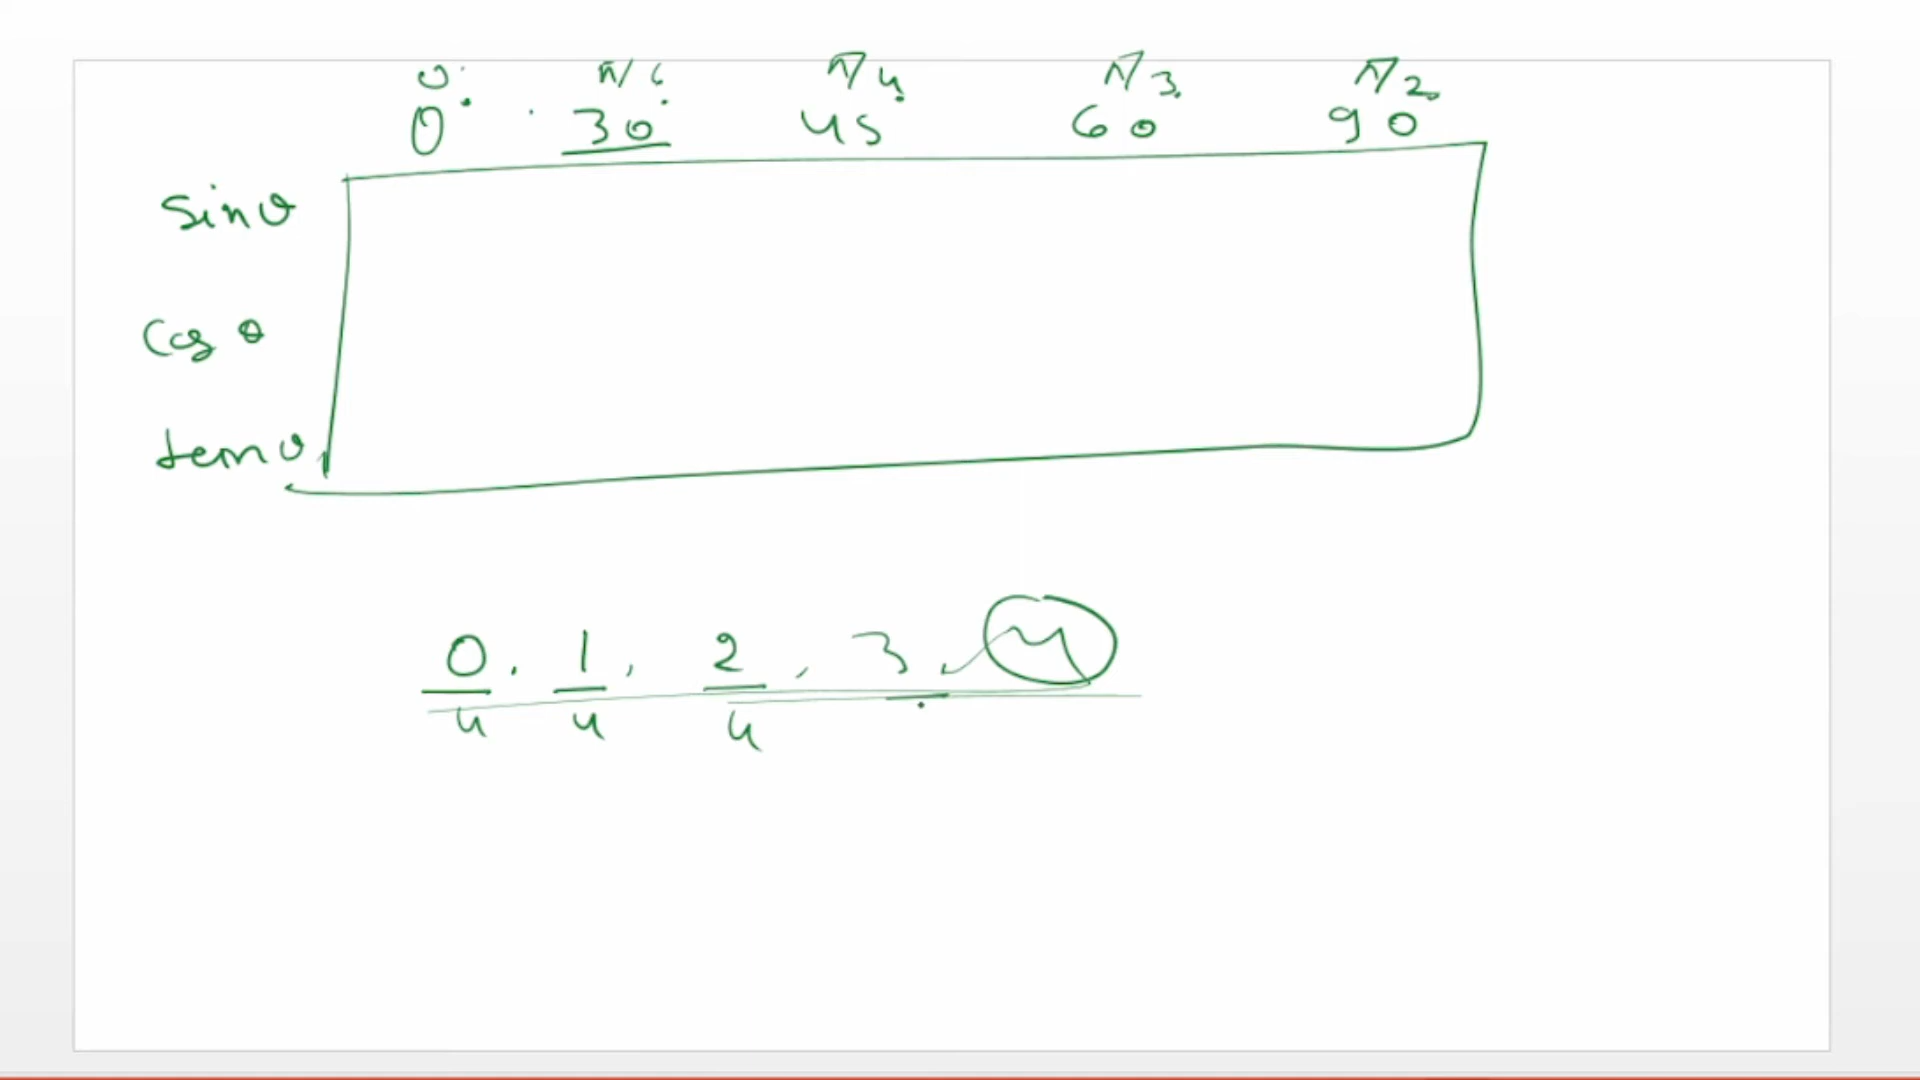 0° π/6 π/4 π/3 π/2
0° 30° 45 60 90
sinθ
Cosθ
tanθ
0, 1, 2, 3, 4
4 4 4